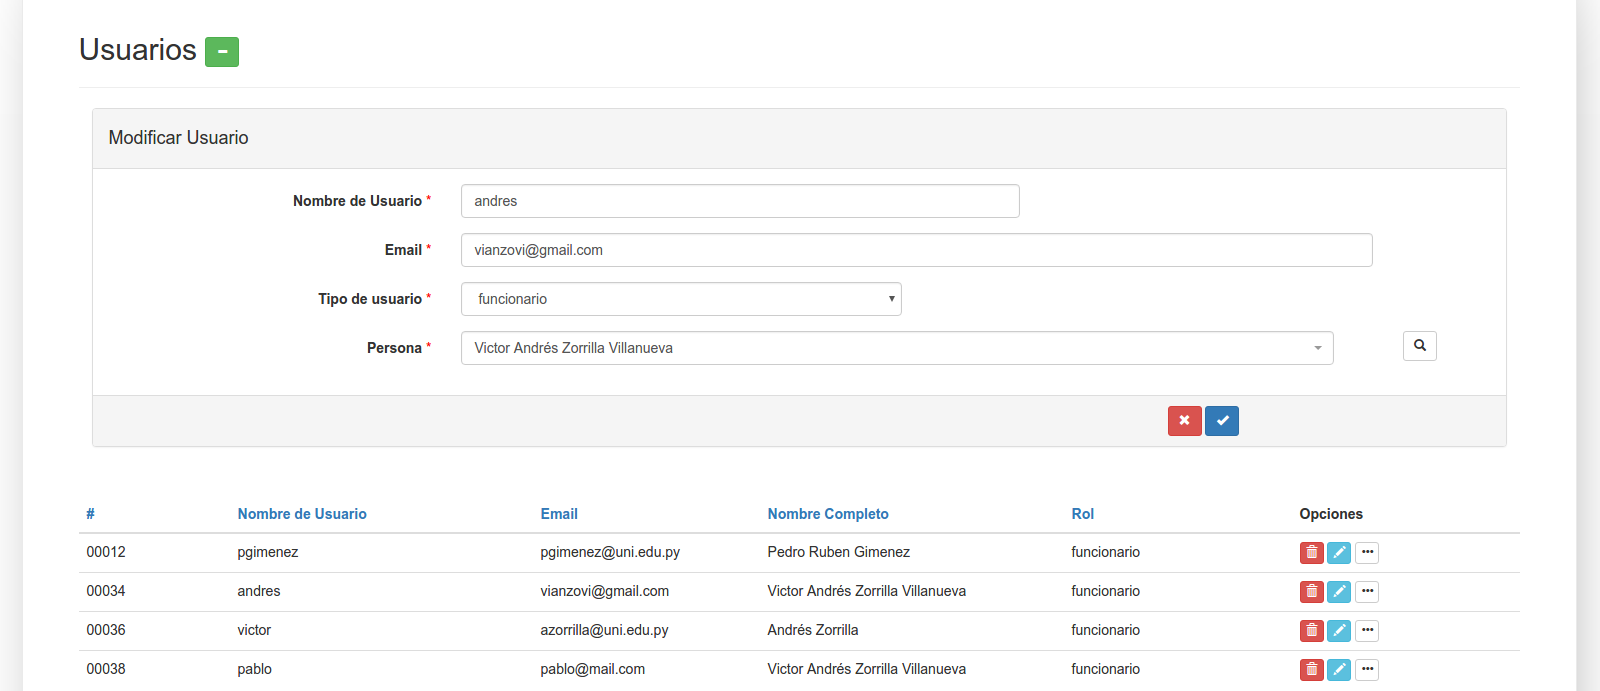 Usuarios
Modificar Usuario
Nombre de Usuario * andres
Email * vianzovi@gmail.com
Tipo de usuario * funcionario
Persona * Victor Andrés Zorrilla Villanueva
# Nombre de Usuario Email Nombre Completo Rol Opciones
00012 pgimenez pgimenez@uni.edu.py Pedro Ruben Gimenez funcionario
00034 andres vianzovi@gmail.com Victor Andrés Zorrilla Villanueva funcionario
00036 victor azorrilla@uni.edu.py Andrés Zorrilla funcionario
00038 pablo pablo@mail.com Victor Andrés Zorrilla Villanueva funcionario